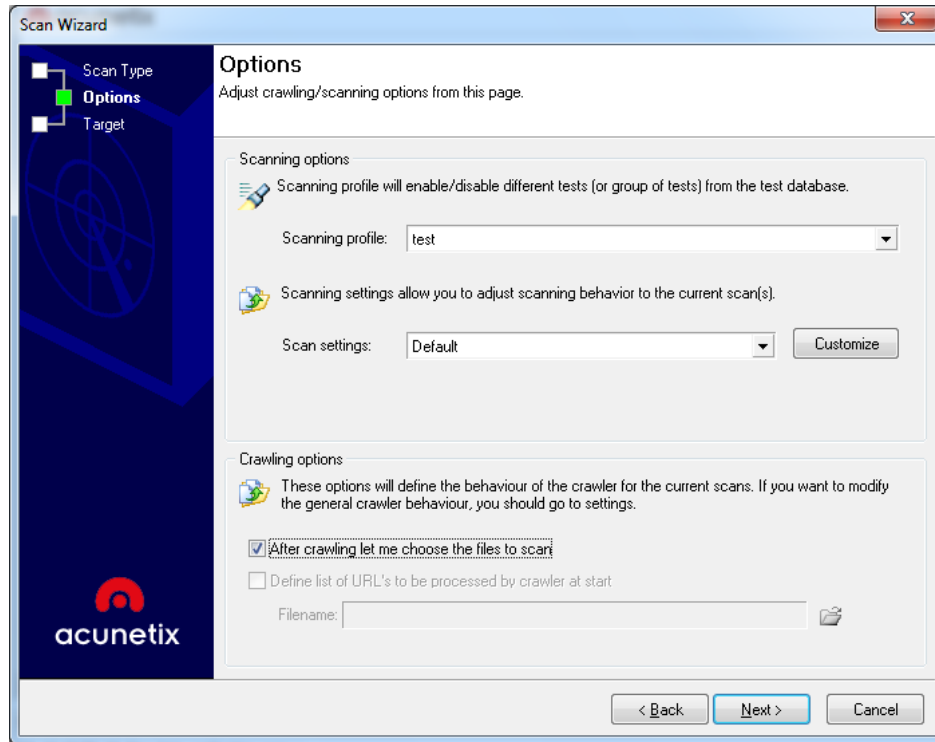 Scan Wizard
Scan Type
Options
Target
Options
Adjust crawling/scanning options from this page.
Scanning options
Scanning profile will enable/disable different tests (or group of tests) from the test database.
Scanning profile: test
Scanning settings allow you to adjust scanning behavior to the current scan(s).
Scan settings: Default Customize
Crawling options
These options will define the behaviour of the crawler for the current scans. If you want to modify
the general crawler behaviour, you should go to settings.
After crawling let me choose the files to scan
Define list of URL's to be processed by crawler at start
Filename:
acunetix
< Back Next > Cancel